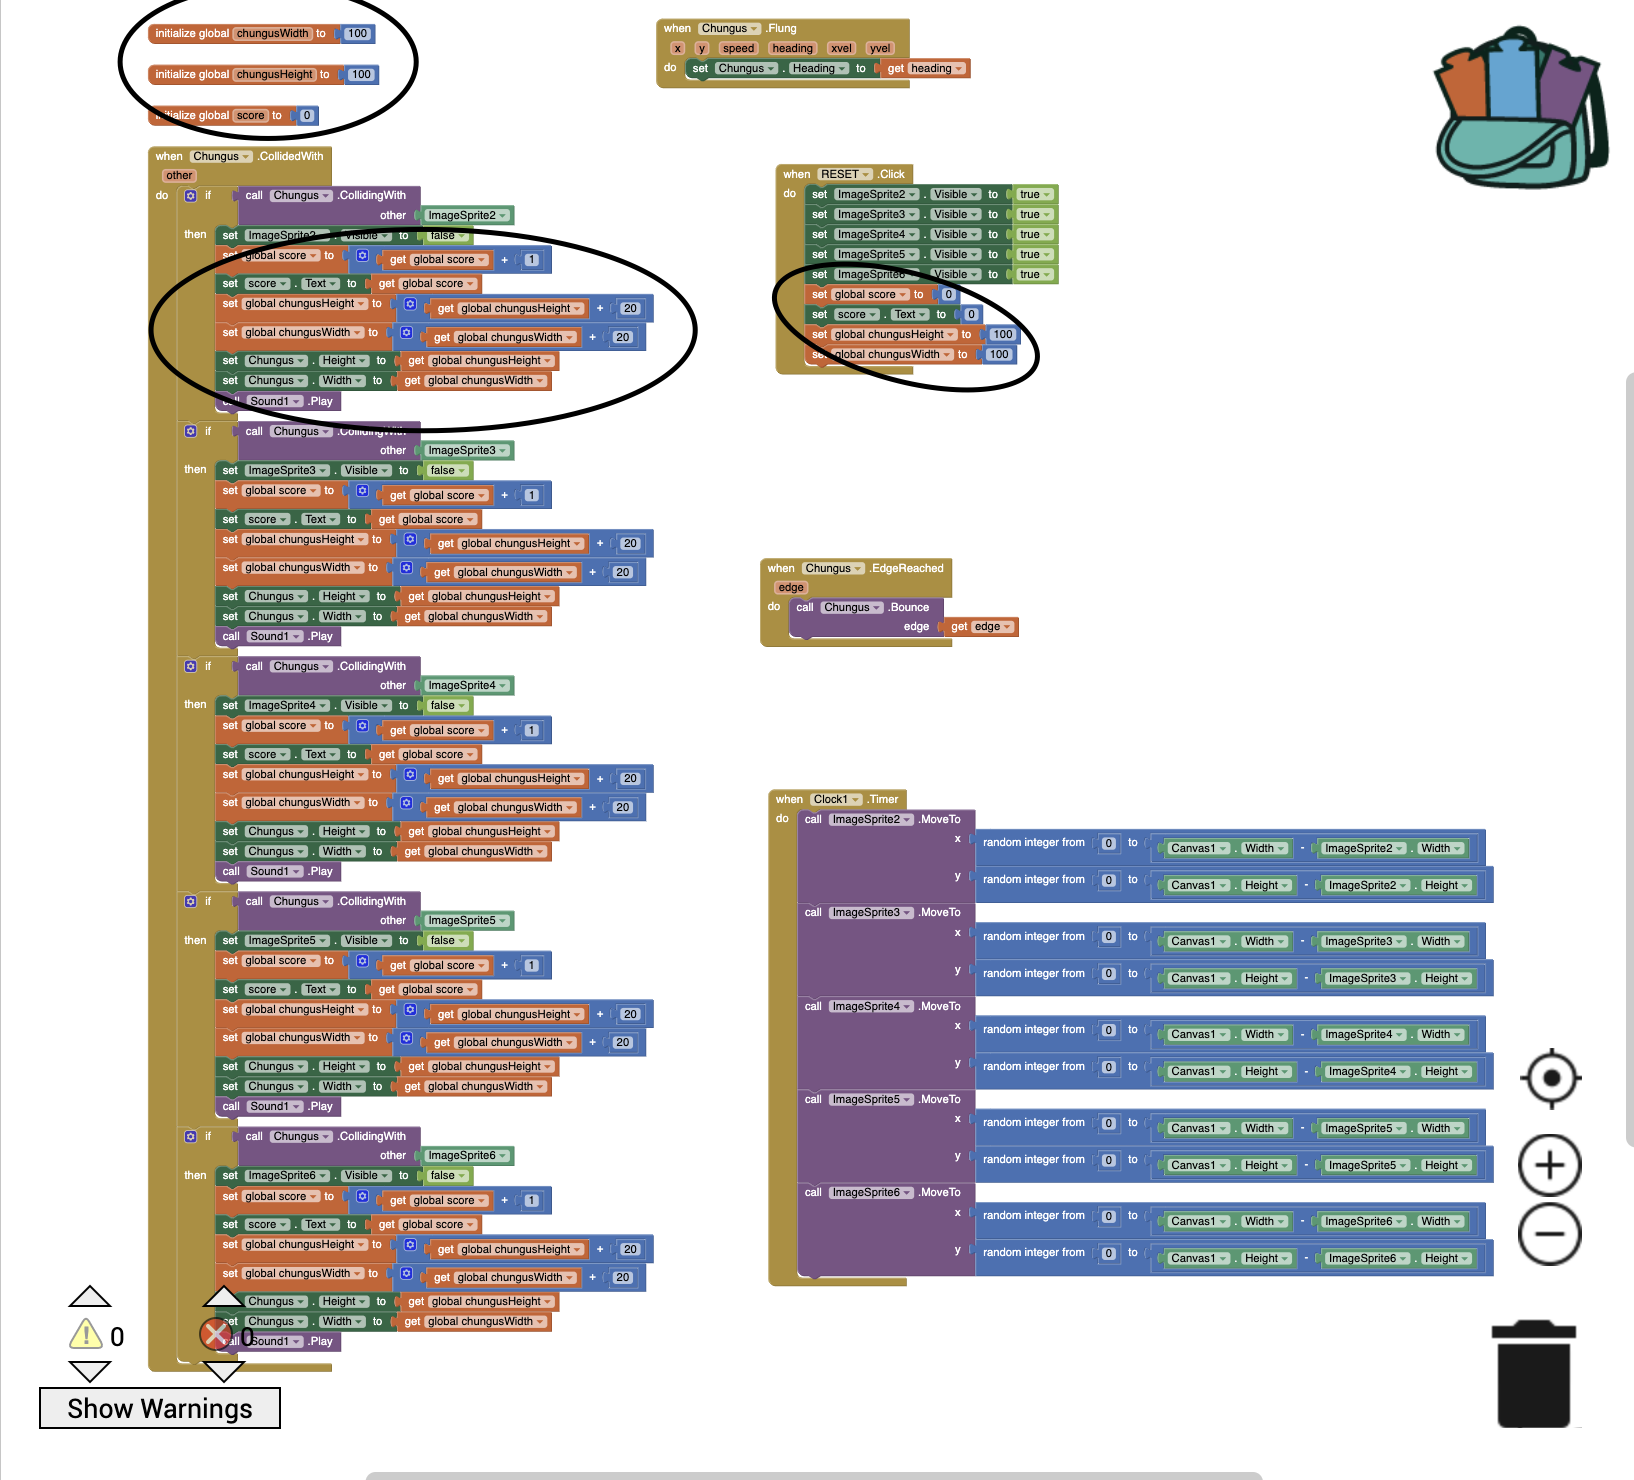 initialize global chungusWidth to 100
initialize global chungusHeight to 100
initialize global score to 0
when Chungus .CollidedWith
other
do if call Chungus .CollidingWith
other ImageSprite2
then set ImageSprite2 . Visible to false
set global score to get global score + 1
set score . Text to get global score
set global chungusHeight to get global chungusHeight + 20
set global chungusWidth to get global chungusWidth + 20
set Chungus . Height to get global chungusHeight
set Chungus . Width to get global chungusWidth
call Sound1 .Play
if call Chungus .CollidingWith
other ImageSprite3
then set ImageSprite3 . Visible to false
set global score to get global score + 1
set score . Text to get global score
set global chungusHeight to get global chungusHeight + 20
set global chungusWidth to get global chungusWidth + 20
set Chungus . Height to get global chungusHeight
set Chungus . Width to get global chungusWidth
call Sound1 .Play
if call Chungus .CollidingWith
other ImageSprite4
then set ImageSprite4 . Visible to false
set global score to get global score + 1
set score . Text to get global score
set global chungusHeight to get global chungusHeight + 20
set global chungusWidth to get global chungusWidth + 20
set Chungus . Height to get global chungusHeight
set Chungus . Width to get global chungusWidth
call Sound1 .Play
if call Chungus .CollidingWith
other ImageSprite5
then set ImageSprite5 . Visible to false
set global score to get global score + 1
set score . Text to get global score
set global chungusHeight to get global chungusHeight + 20
set global chungusWidth to get global chungusWidth + 20
set Chungus . Height to get global chungusHeight
set Chungus . Width to get global chungusWidth
call Sound1 .Play
if call Chungus .CollidingWith
other ImageSprite6
then set ImageSprite6 . Visible to false
set global score to get global score + 1
set score . Text to get global score
set global chungusHeight to get global chungusHeight + 20
set global chungusWidth to get global chungusWidth + 20
Chungus . Height to get global chungusHeight
set Chungus . Width to get global chungusWidth
call Sound1 .Play
0 0
Show Warnings
when Chungus .Flung
x y speed heading xvel yvel
do set Chungus . Heading to get heading
when RESET .Click
do set ImageSprite2 . Visible to true
set ImageSprite3 . Visible to true
set ImageSprite4 . Visible to true
set ImageSprite5 . Visible to true
set ImageSprite6 . Visible to true
set global score to 0
set score . Text to 0
set global chungusHeight to 100
set global chungusWidth to 100
when Chungus .EdgeReached
edge
do call Chungus .Bounce
edge get edge
when Clock1 .Timer
do call ImageSprite2 .MoveTo
x random integer from 0 to Canvas1 . Width - ImageSprite2 . Width
y random integer from 0 to Canvas1 . Height - ImageSprite2 . Height
call ImageSprite3 .MoveTo
x random integer from 0 to Canvas1 . Width - ImageSprite3 . Width
y random integer from 0 to Canvas1 . Height - ImageSprite3 . Height
call ImageSprite4 .MoveTo
x random integer from 0 to Canvas1 . Width - ImageSprite4 . Width
y random integer from 0 to Canvas1 . Height - ImageSprite4 . Height
call ImageSprite5 .MoveTo
x random integer from 0 to Canvas1 . Width - ImageSprite5 . Width
y random integer from 0 to Canvas1 . Height - ImageSprite5 . Height
call ImageSprite6 .MoveTo
x random integer from 0 to Canvas1 . Width - ImageSprite6 . Width
y random integer from 0 to Canvas1 . Height - ImageSprite6 . Height